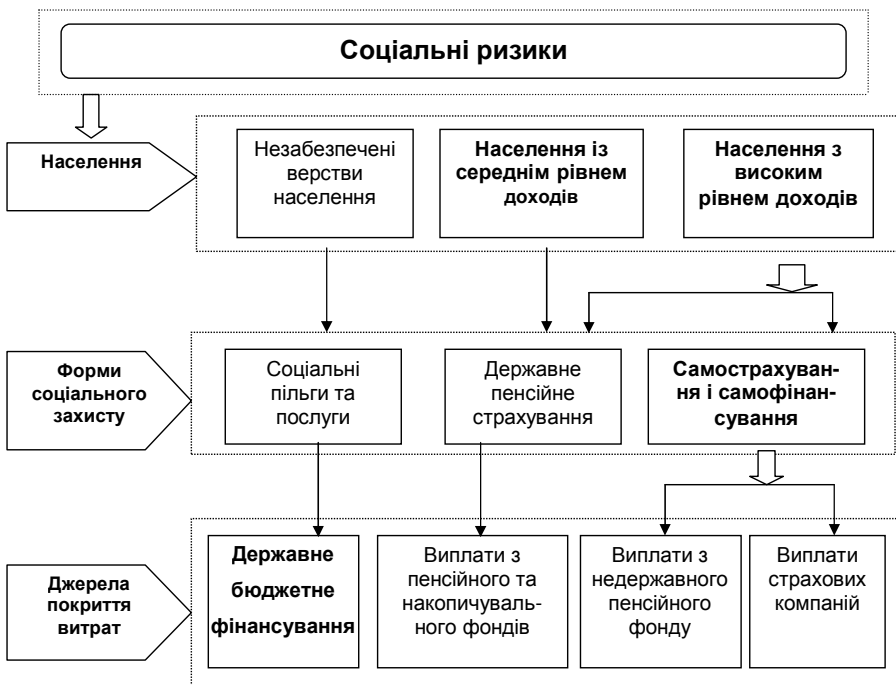 Соціальні ризики
Населення
Незабезпечені
верстви
населення
Населення із
середнім рівнем
доходів
Населення з
високим
рівнем доходів
Форми
соціального
захисту
Соціальні
пільги та
послуги
Державне
пенсійне
страхування
Самострахуван-
ня і самофінан-
сування
Джерела
покриття
витрат
Державне
бюджетне
фінансування
Виплати з
пенсійного та
накопичуваль-
ного фондів
Виплати з
недержавного
пенсійного
фонду
Виплати
страхових
компаній